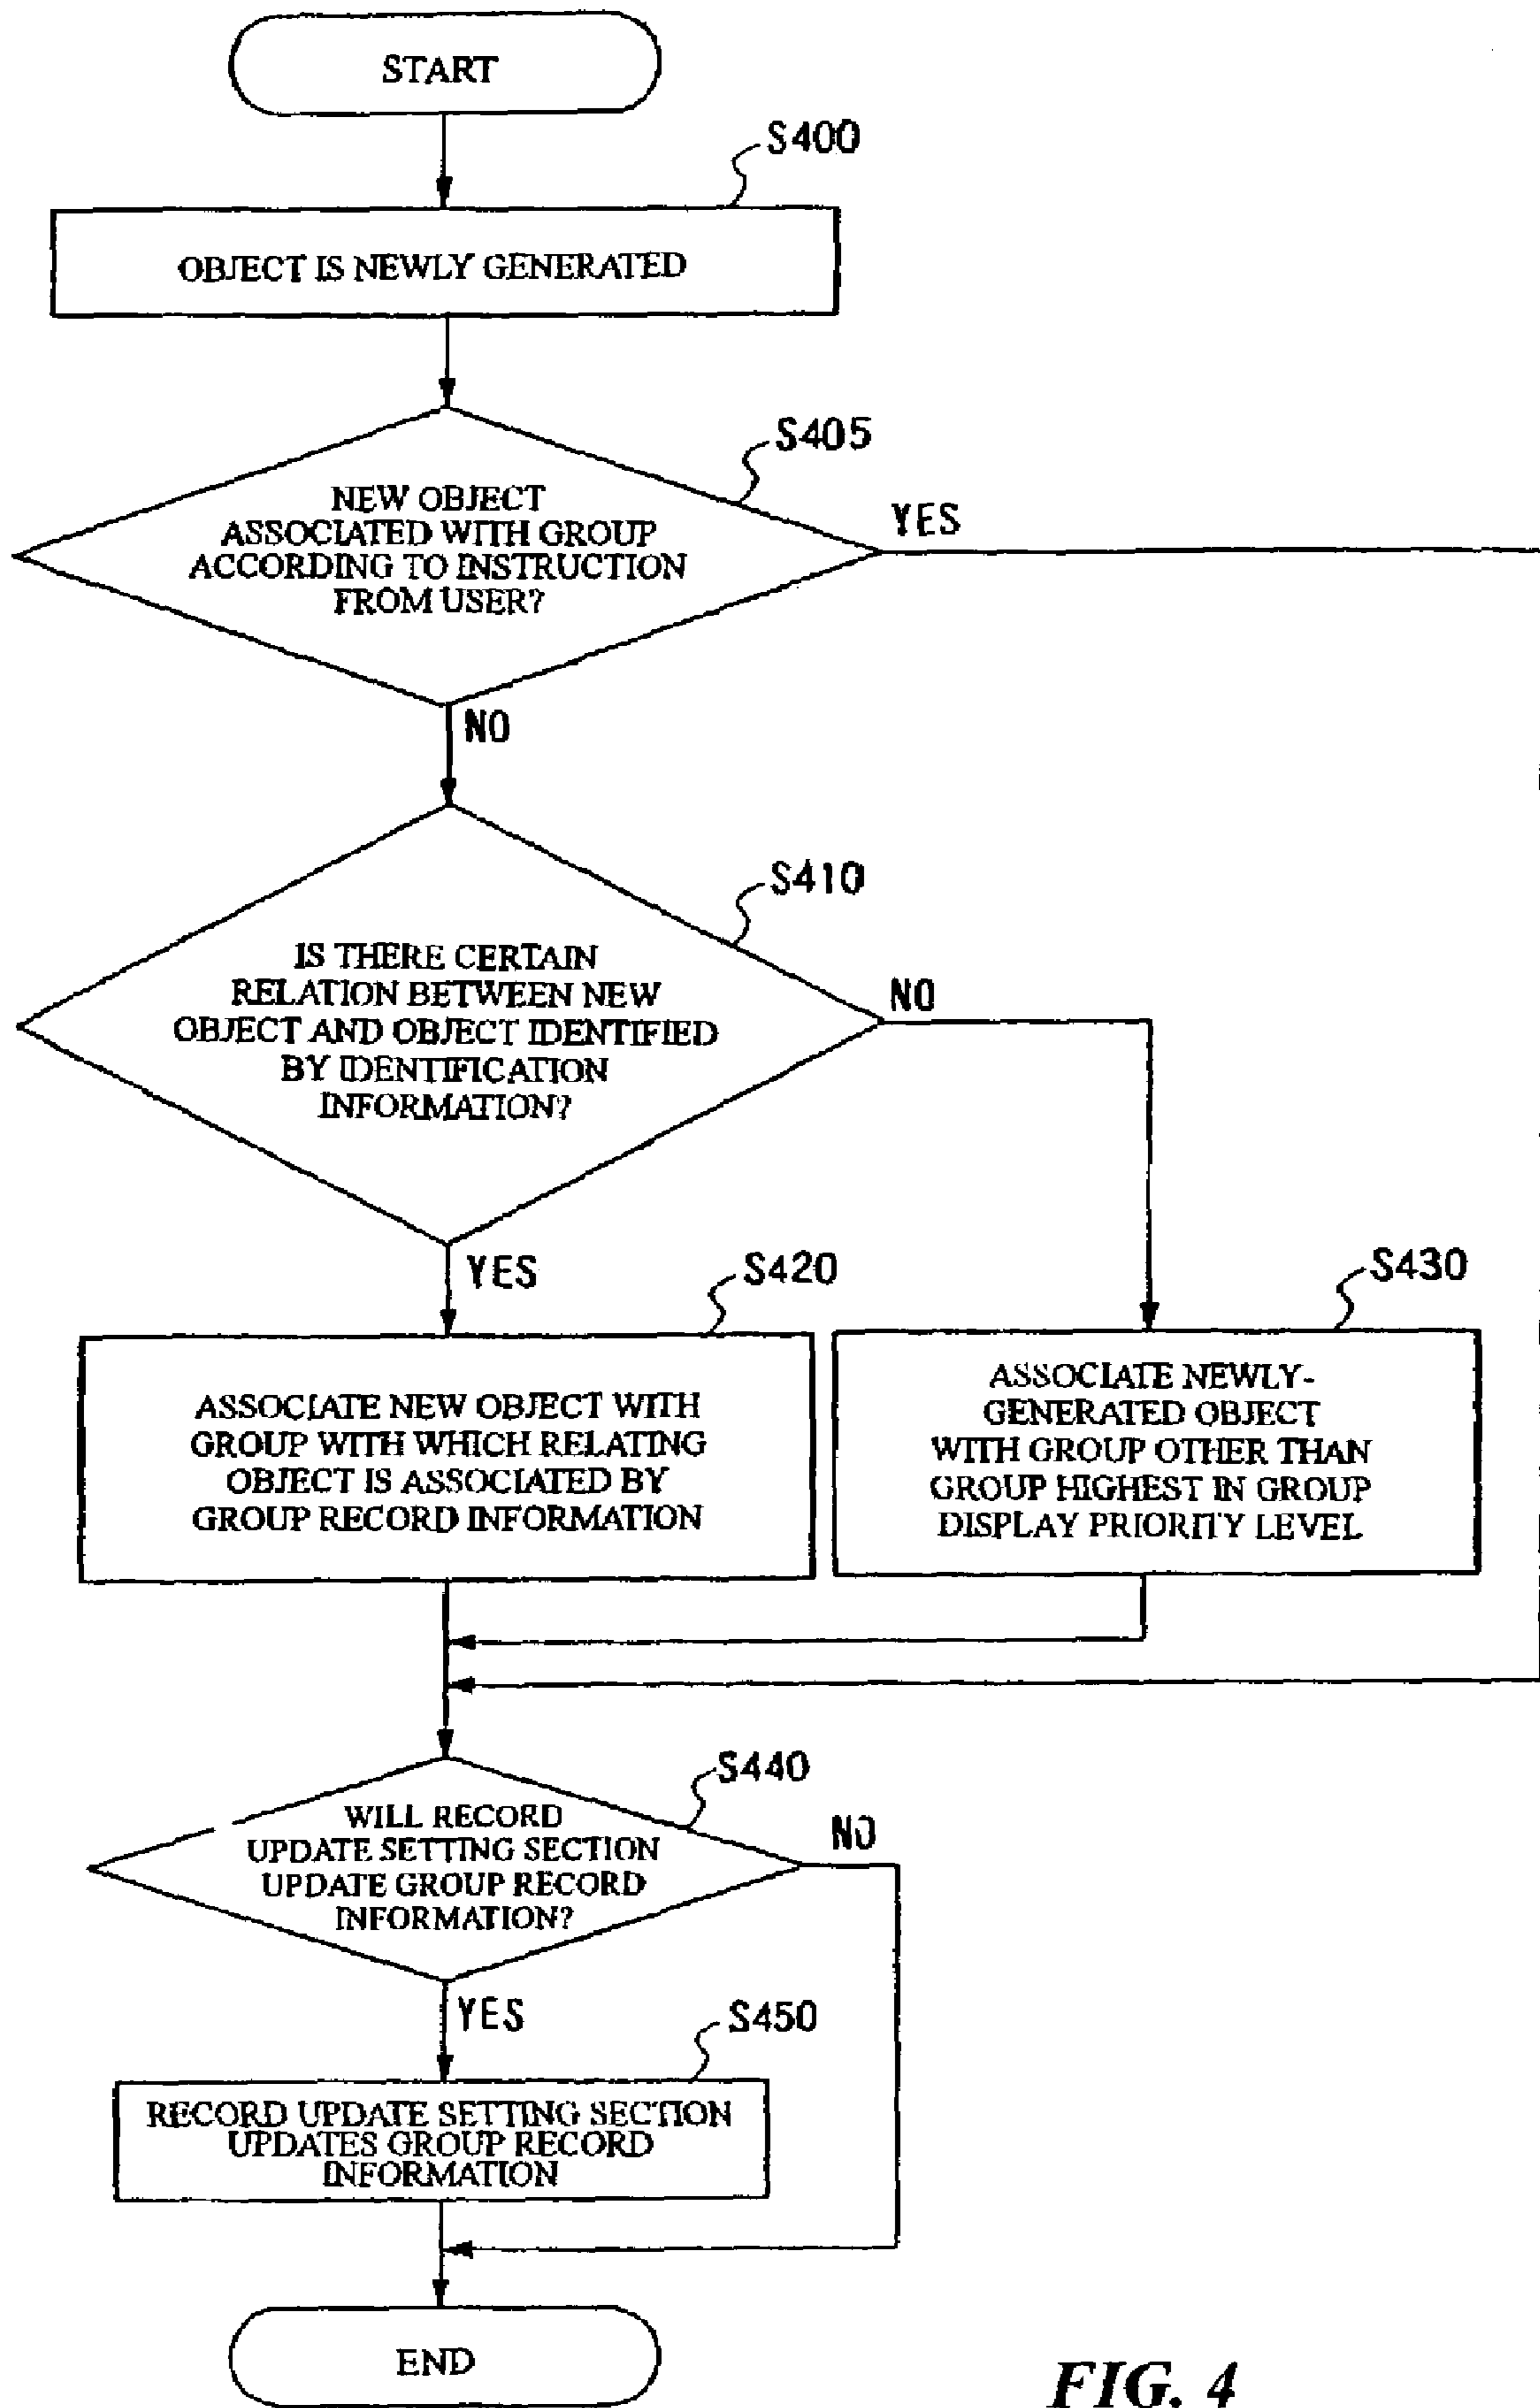 START
S400
OBJECT IS NEWLY GENERATED
S405
NEW OBJECT
ASSOCIATED WITH GROUP
ACCORDING TO INSTRUCTION
FROM USER?
YES
NO
S410
IS THERE CERTAIN
RELATION BETWEEN NEW
OBJECT AND OBJECT IDENTIFIED
BY IDENTIFICATION
INFORMATION?
NO
YES
S420
ASSOCIATE NEW OBJECT WITH
GROUP WITH WHICH RELATING
OBJECT IS ASSOCIATED BY
GROUP RECORD INFORMATION
S430
ASSOCIATE NEWLY-
GENERATED OBJECT
WITH GROUP OTHER THAN
GROUP HIGHEST IN GROUP
DISPLAY PRIORITY LEVEL
S440
WILL RECORD
UPDATE SETTING SECTION
UPDATE GROUP RECORD
INFORMATION?
NO
YES
S450
RECORD UPDATE SETTING SECTION
UPDATES GROUP RECORD
INFORMATION
END
FIG. 4